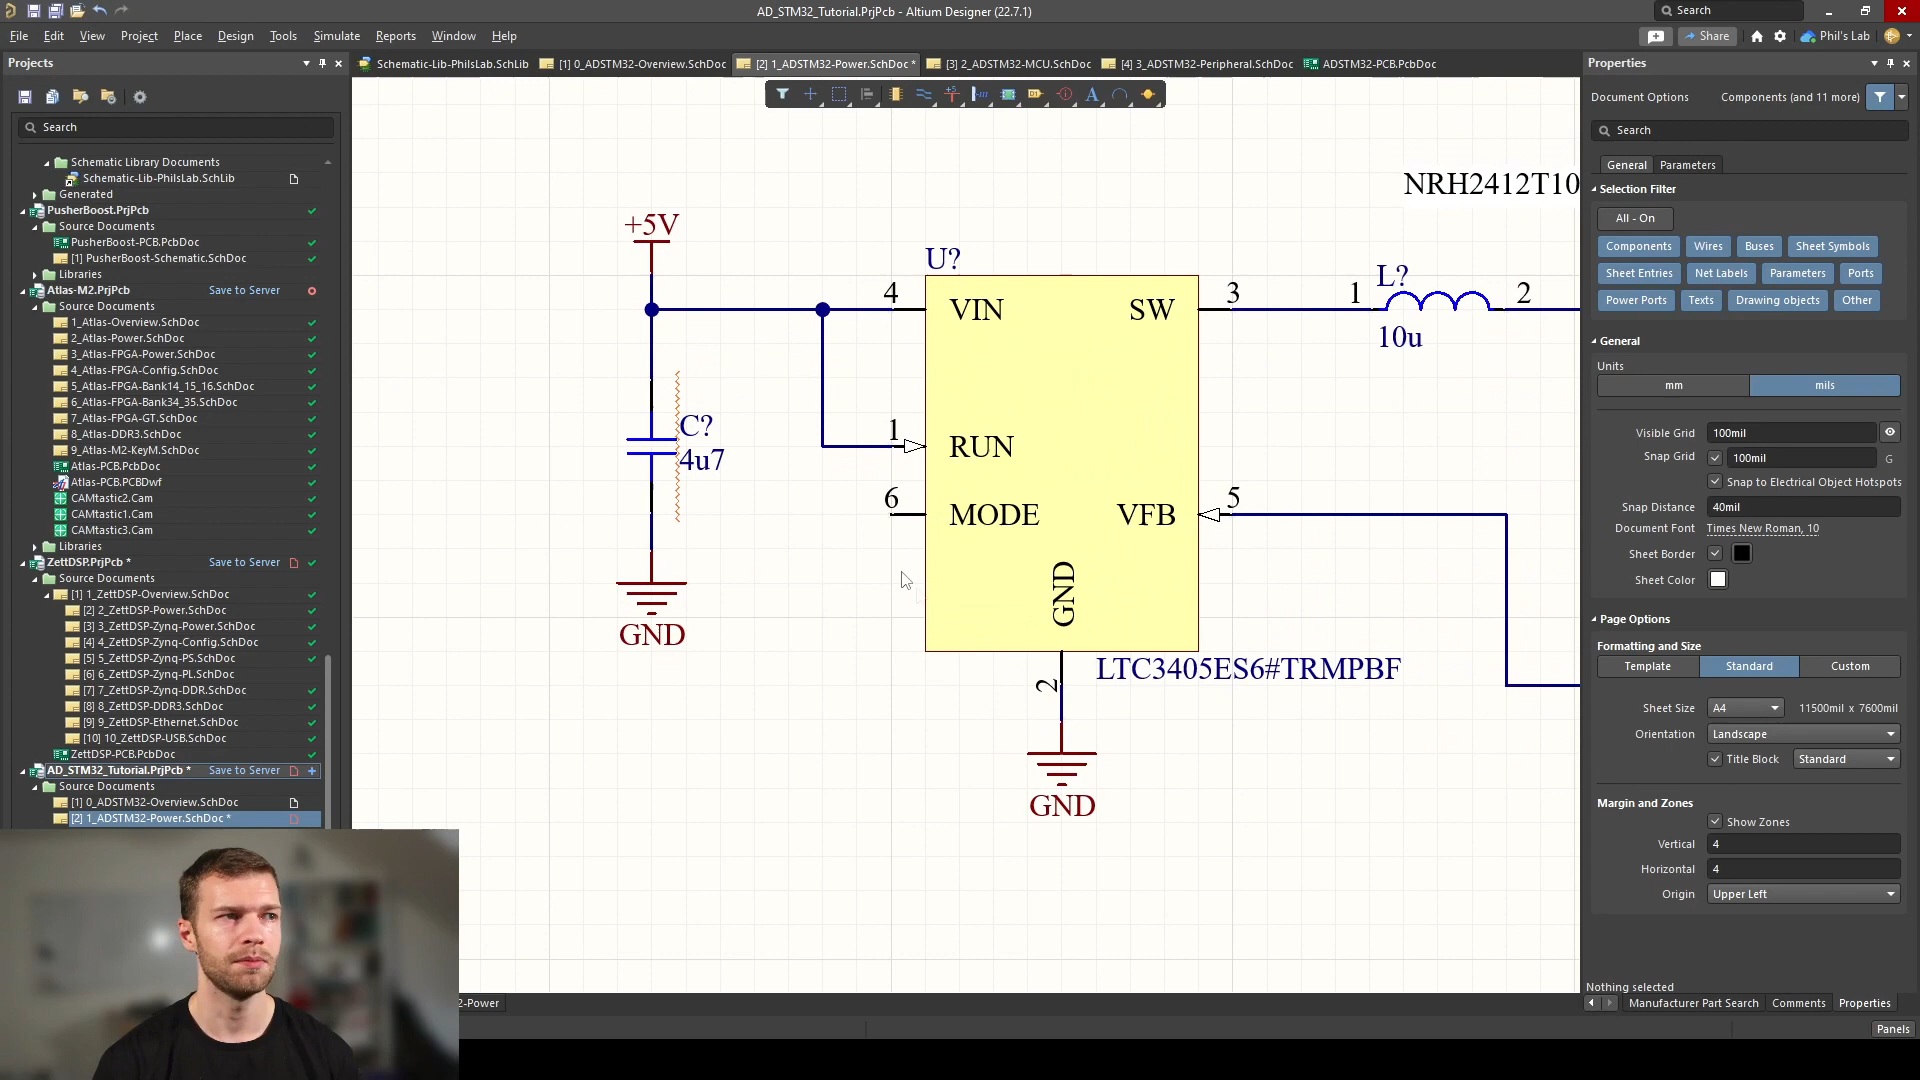 AD_STM32_Tutorial.PrjPcb - Altium Designer (22.7.1)
Search
File Edit View Project Place Design Tools Simulate Reports Window Help
Share
Phil's Lab
Projects
Schematic-Lib-PhilsLab.SchLib
[1] 0_ADSTM32-Overview.SchDoc
[2] 1_ADSTM32-Power.SchDoc *
[3] 2_ADSTM32-MCU.SchDoc
[4] 3_ADSTM32-Peripheral.SchDoc
ADSTM32-PCB.PcbDoc
Search
Schematic Library Documents
Schematic-Lib-PhilsLab.SchLib
Generated
PusherBoost.PrjPcb
Source Documents
PusherBoost-PCB.PcbDoc
[1] PusherBoost-Schematic.SchDoc
Libraries
Atlas-M2.PrjPcb Save to Server
Source Documents
1_Atlas-Overview.SchDoc
2_Atlas-Power.SchDoc
3_Atlas-FPGA-Power.SchDoc
4_Atlas-FPGA-Config.SchDoc
5_Atlas-FPGA-Bank14_15_16.SchDoc
6_Atlas-FPGA-Bank34_35.SchDoc
7_Atlas-FPGA-GT.SchDoc
8_Atlas-DDR3.SchDoc
9_Atlas-M2-KeyM.SchDoc
Atlas-PCB.PcbDoc
Atlas-PCB.PCBDwf
CAMtastic2.Cam
CAMtastic1.Cam
CAMtastic3.Cam
Libraries
ZettDSP.PrjPcb * Save to Server
Source Documents
[1] 1_ZettDSP-Overview.SchDoc
[2] 2_ZettDSP-Power.SchDoc
[3] 3_ZettDSP-Zynq-Power.SchDoc
[4] 4_ZettDSP-Zynq-Config.SchDoc
[5] 5_ZettDSP-Zynq-PS.SchDoc
[6] 6_ZettDSP-Zynq-PL.SchDoc
[7] 7_ZettDSP-Zynq-DDR.SchDoc
[8] 8_ZettDSP-DDR3.SchDoc
[9] 9_ZettDSP-Ethernet.SchDoc
[10] 10_ZettDSP-USB.SchDoc
ZettDSP-PCB.PcbDoc
AD_STM32_Tutorial.PrjPcb * Save to Server
Source Documents
[1] 0_ADSTM32-Overview.SchDoc
[2] 1_ADSTM32-Power.SchDoc *
2-Power
NRH2412T10
+5V
U?
L?
4 VIN
SW 3
1 2
10u
C?
4u7
1 RUN
6 MODE
VFB 5
GND
GND
LTC3405ES6#TRMPBF
2
GND
Properties
Document Options Components (and 11 more)
Search
General Parameters
Selection Filter
All - On
Components Wires Buses Sheet Symbols
Sheet Entries Net Labels Parameters Ports
Power Ports Texts Drawing objects Other
General
Units
mm mils
Visible Grid 100mil
Snap Grid 100mil G
Snap to Electrical Object Hotspots
Snap Distance 40mil
Document Font Times New Roman, 10
Sheet Border
Sheet Color
Page Options
Formatting and Size
Template Standard Custom
Sheet Size A4 11500mil x 7600mil
Orientation Landscape
Title Block Standard
Margin and Zones
Show Zones
Vertical 4
Horizontal 4
Origin Upper Left
Nothing selected
Manufacturer Part Search Comments Properties
Panels